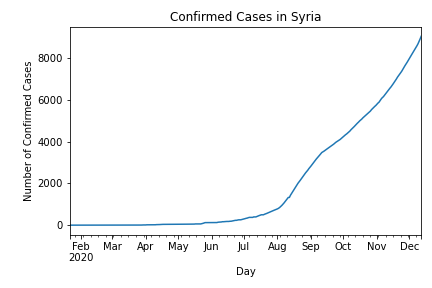 Confirmed Cases in Syria
Number of Confirmed Cases
8000
6000
4000
2000
0
Feb Mar Apr May Jun Jul Aug Sep Oct Nov Dec
2020
Day